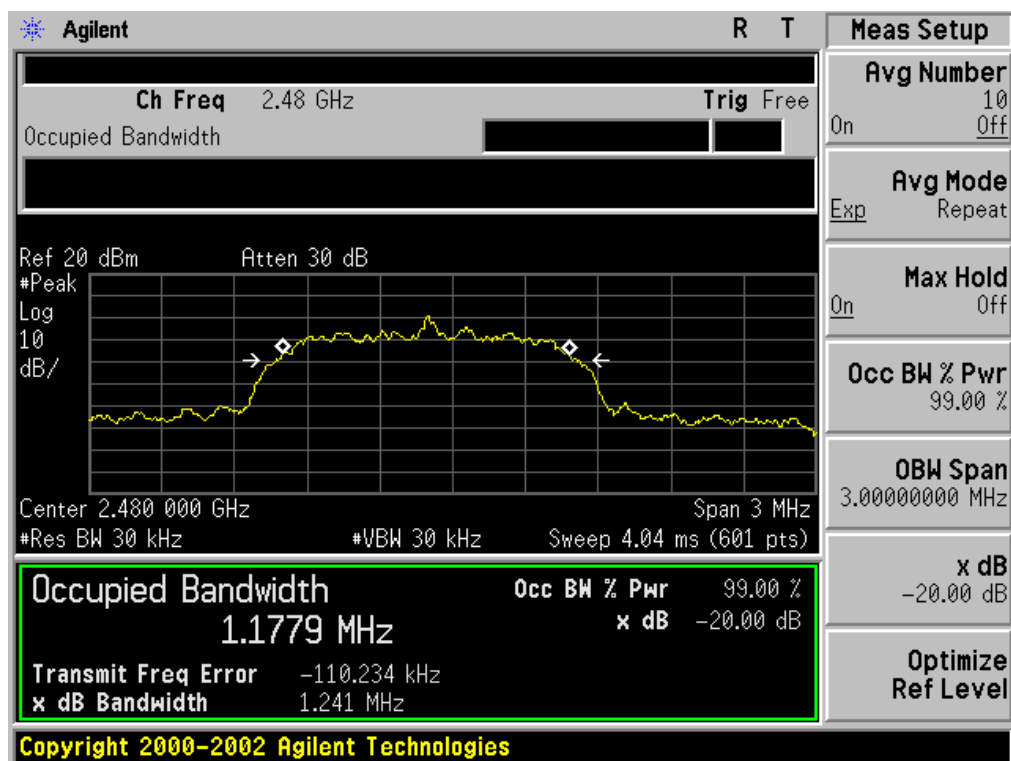 Agilent R T
Ch Freq 2.48 GHz Trig Free
Occupied Bandwidth
Ref 20 dBm Atten 30 dB
#Peak
Log
10
dB/
Center 2.480 000 GHz Span 3 MHz
#Res BW 30 kHz #VBW 30 kHz Sweep 4.04 ms (601 pts)
Occupied Bandwidth Occ BW % Pwr 99.00 %
1.1779 MHz x dB -20.00 dB
Transmit Freq Error -110.234 kHz
x dB Bandwidth 1.241 MHz
Copyright 2000-2002 Agilent Technologies
Meas Setup
Avg Number
10
On Off
Avg Mode
Exp Repeat
Max Hold
On Off
Occ BW % Pwr
99.00 %
OBW Span
3.00000000 MHz
x dB
-20.00 dB
Optimize
Ref Level